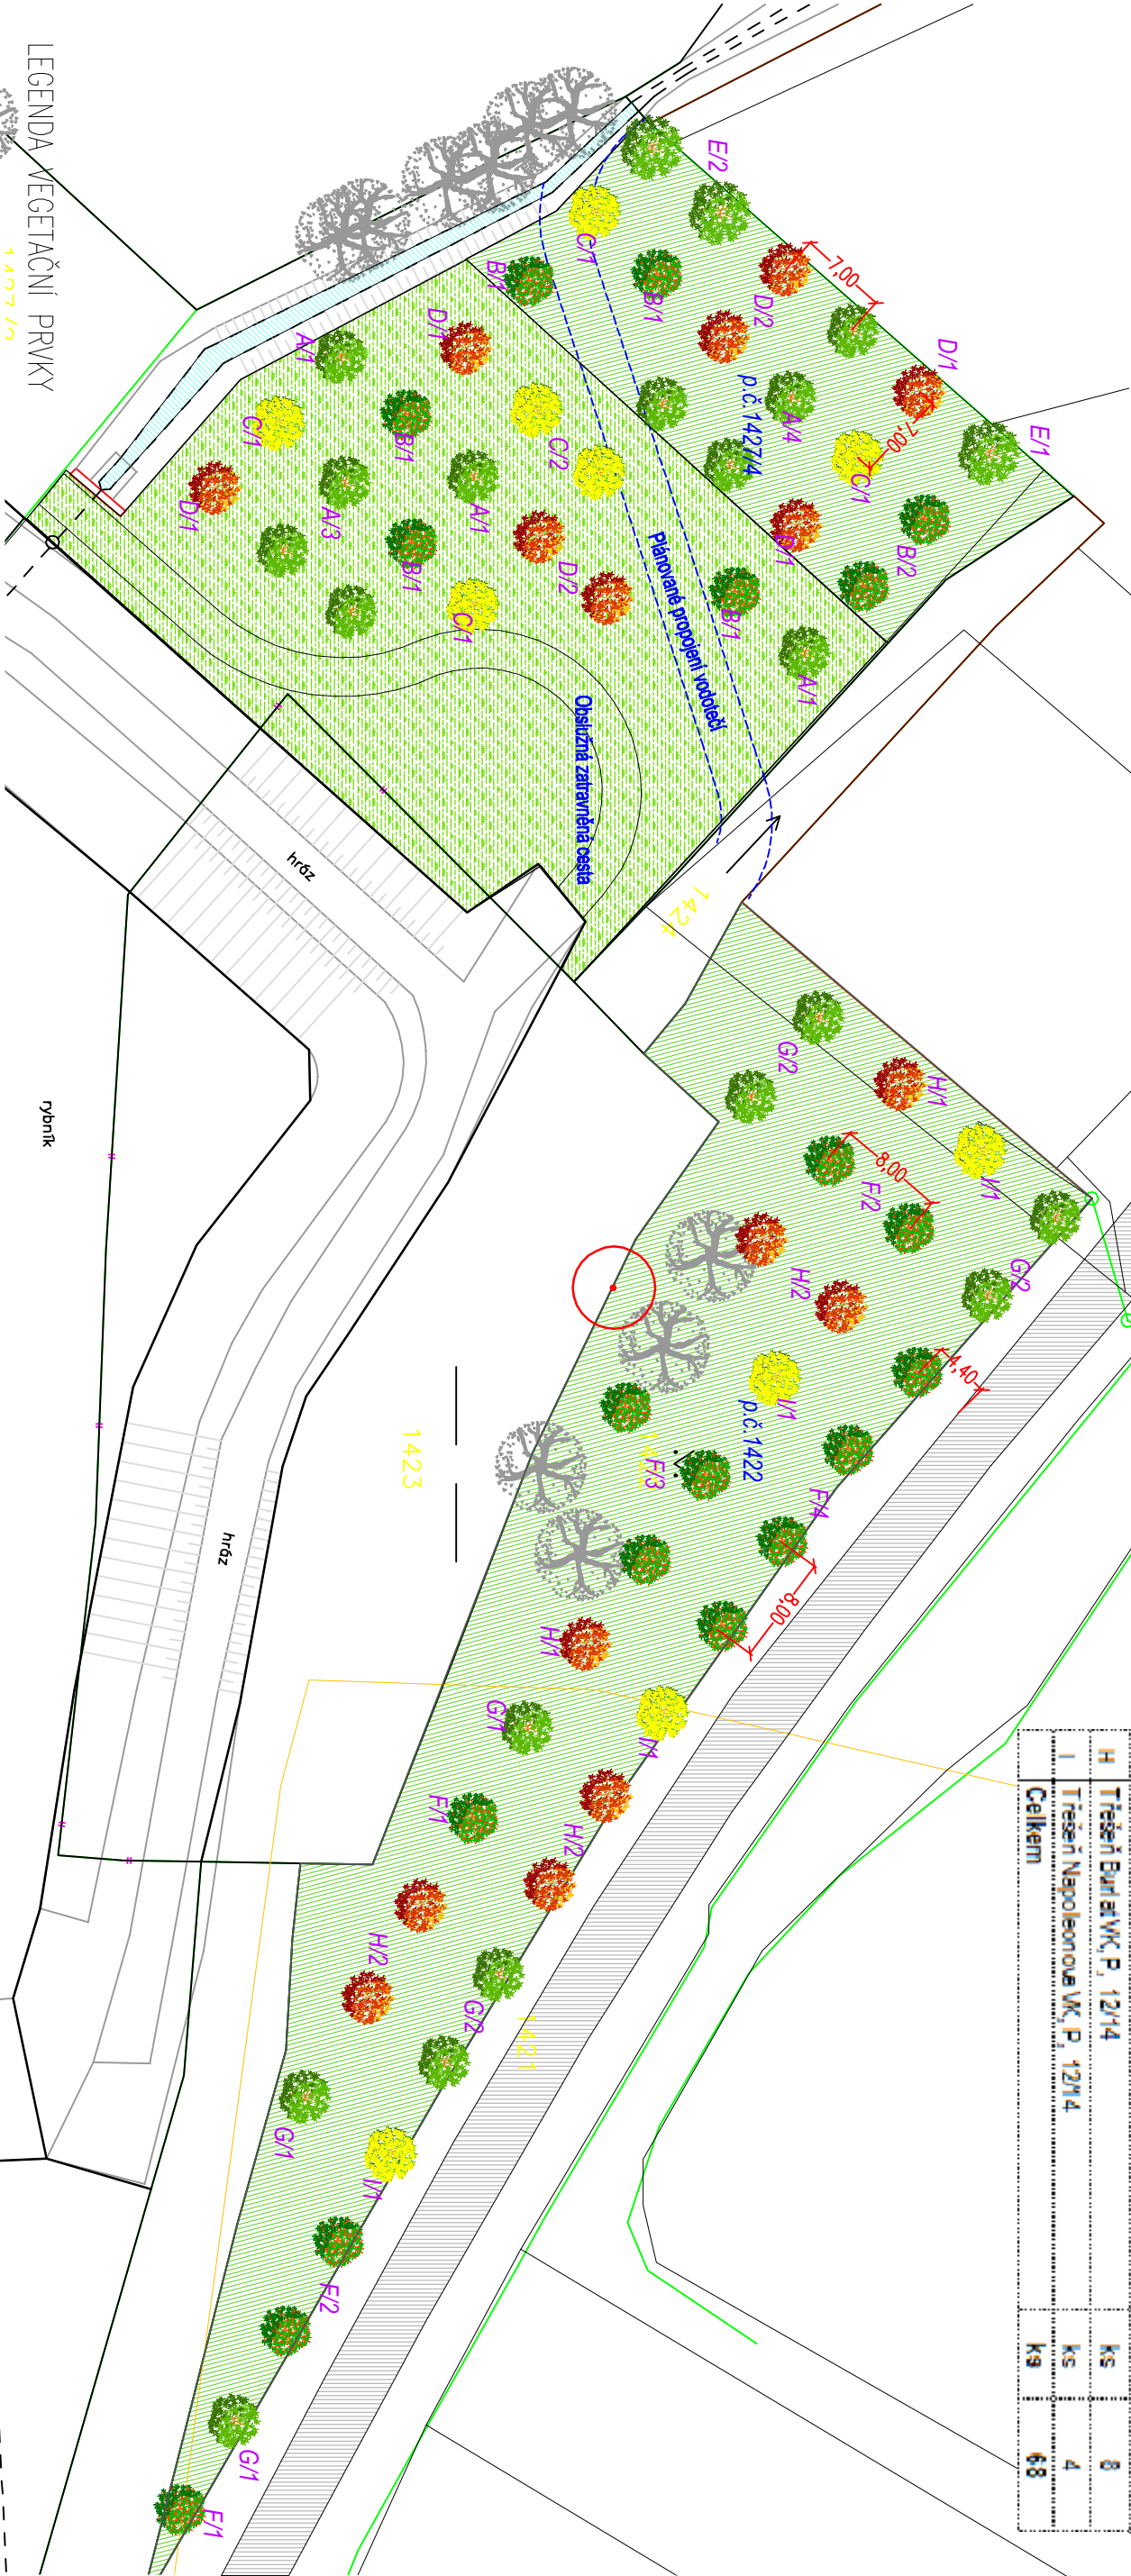 LEGENDA VEGETAČNÍ PRVKY
E/2
C/1
B/1
B/1
D/2
7,00
D/1
E/1
A/4
p.č.1427/4
7,00
C/1
B/2
D/1
B/1
A/1
D/1
A/1
C/1
B/1
C/2
A/1
A/3
D/1
B/1
D/2
C/1
Plánované propojení vodotečí
Obslužná zatravněná cesta
hráz
1424
rybník
G/2
H/1
I/1
8,00
F/2
G/2
H/2
4,40
I/1
p.č.1422
F/3
F/4
8,00
1423
hráz
H/1
G/1
I/1
F/1
H/2
H/2
G/2
1421
G/1
I/1
F/2
G/1
F/1
H Třešeň Burlat VK, P, 12/14 ks 8
I Třešeň Napoleonova VK, P, 12/14 ks 4
Celkem ks 68